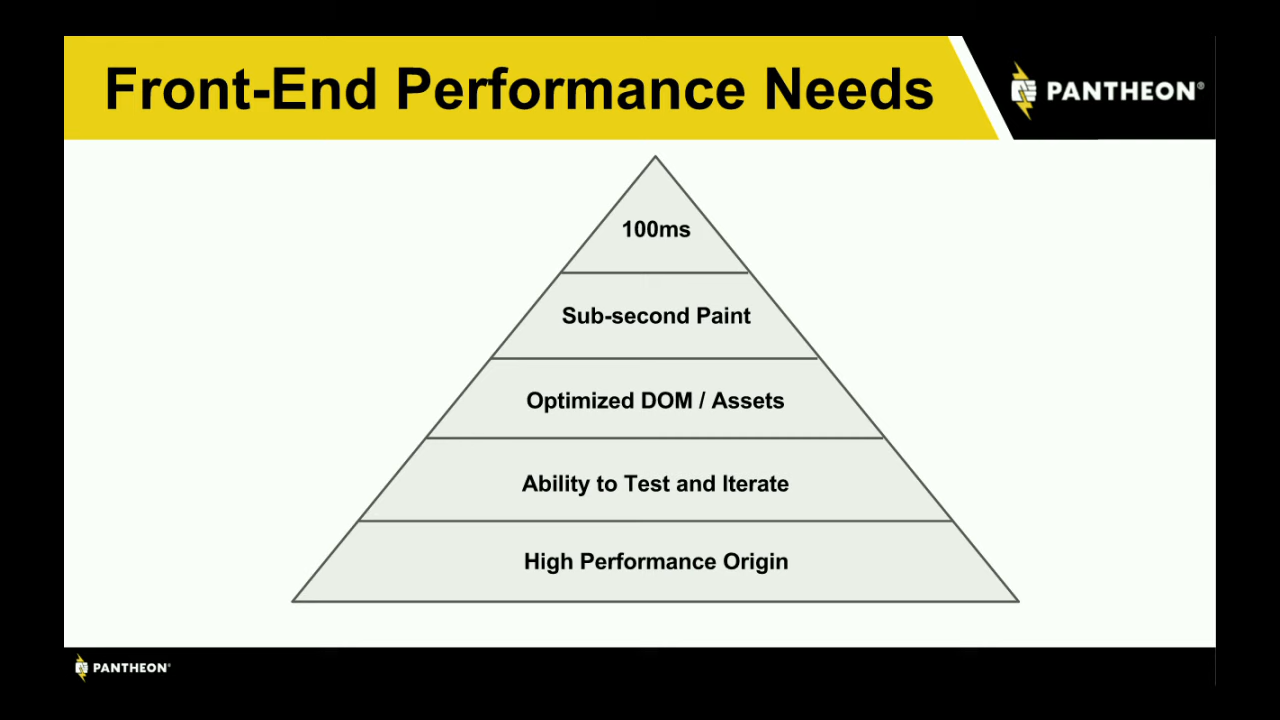 Front-End Performance Needs
PANTHEON®
100ms
Sub-second Paint
Optimized DOM / Assets
Ability to Test and Iterate
High Performance Origin
PANTHEON®